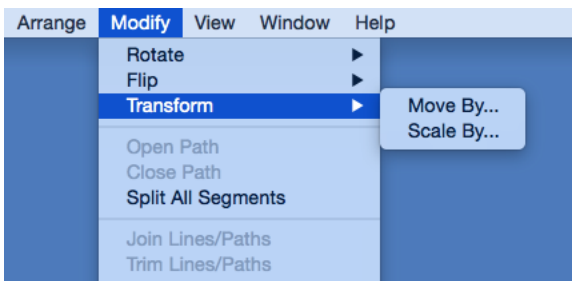 Arrange Modify View Window Help
Rotate
Flip
Transform
Move By...
Scale By...
Open Path
Close Path
Split All Segments
Join Lines/Paths
Trim Lines/Paths